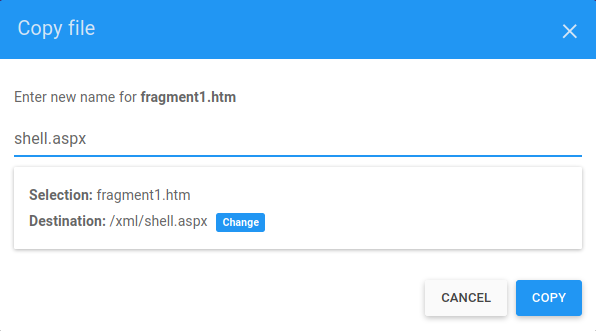 Copy file
Enter new name for fragment1.htm
shell.aspx
Selection: fragment1.htm
Destination: /xml/shell.aspx Change
CANCEL COPY